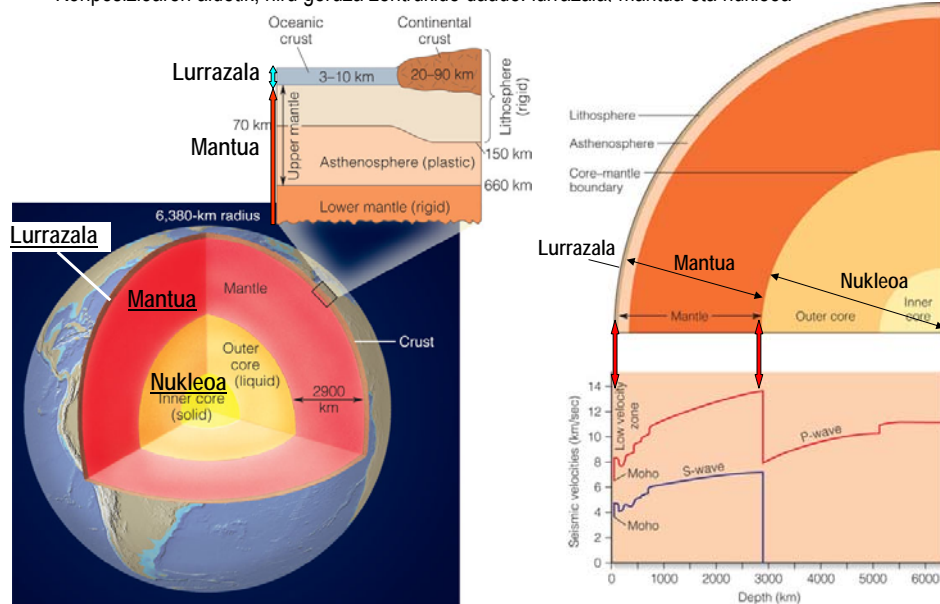 Konposizioaren aldetik, hiru geruza zentrakide daude: lurrazala, mantua eta nukleoa
Oceanic
crust
Continental
crust
Lurrazala
3–10 km
20–90 km
Lithosphere
(rigid)
70 km
Mantua
Upper mantle
150 km
Asthenosphere (plastic)
660 km
Lower mantle (rigid)
6,380-km radius
Lurrazala
Mantua
Mantle
Crust
Outer
core
(liquid)
Nukleoa
Inner core
(solid)
2900
km
Lithosphere
Asthenosphere
Core–mantle
boundary
Lurrazala
Mantua
Nukleoa
Inner
core
Mantle
Outer core
Seismic velocities (km/sec)
14
12
10
8
6
4
2
0
Low velocity
zone
P-wave
Moho
S-wave
Moho
0
1000
2000
3000
4000
5000
6000
Depth (km)